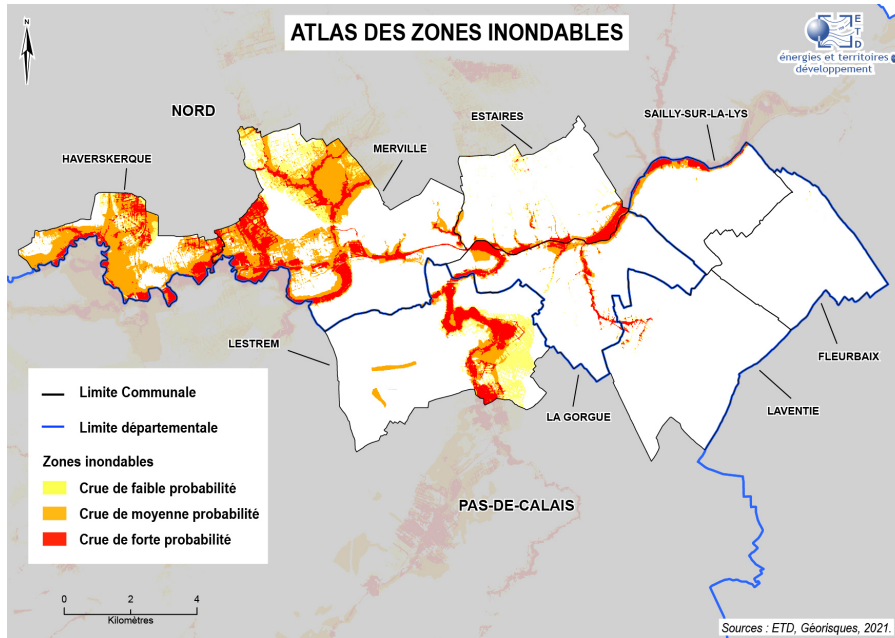 ATLAS DES ZONES INONDABLES
N
E
T
D
énergies et territoires
développement
NORD
HAVERSKERQUE
MERVILLE
ESTAIRES
SAILLY-SUR-LA-LYS
LESTREM
LA GORGUE
LAVENTIE
FLEURBAIX
PAS-DE-CALAIS
Limite Communale
Limite départementale
Zones inondables
Crue de faible probabilité
Crue de moyenne probabilité
Crue de forte probabilité
0 2 4
Kilomètres
Sources : ETD, Géorisques, 2021.